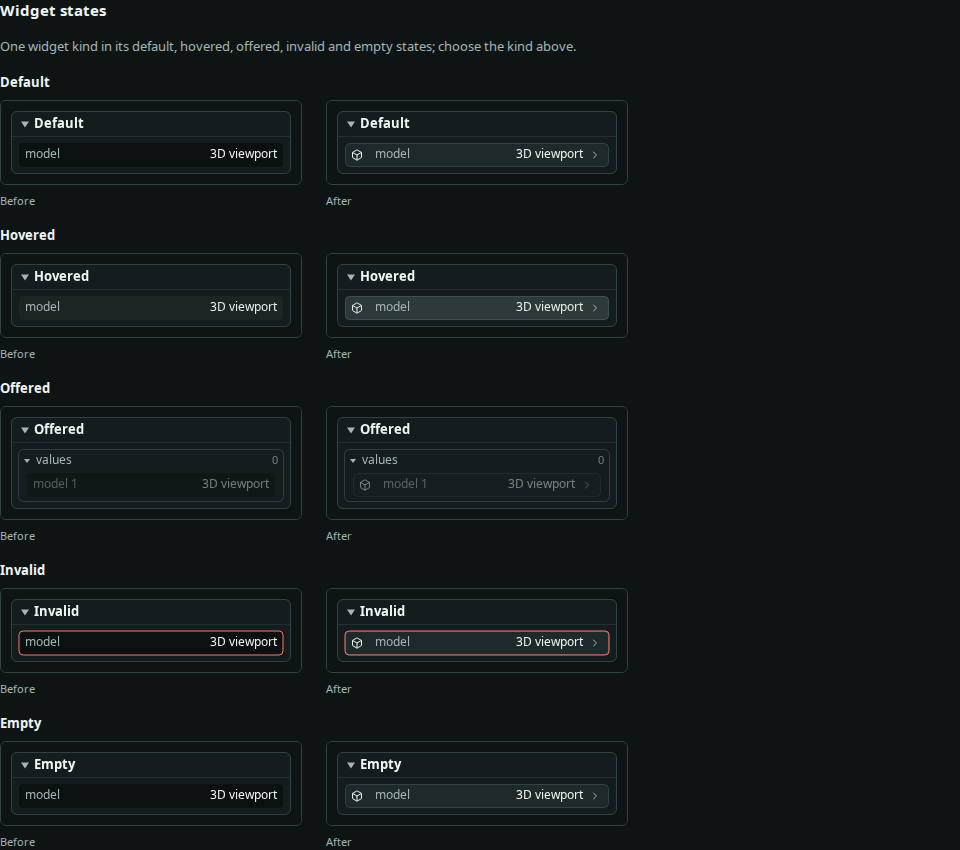 Widget states
One widget kind in its default, hovered, offered, invalid and empty states; choose the kind above.
Default
Default
model 3D viewport
Before
Default
model 3D viewport
After
Hovered
Hovered
model 3D viewport
Before
Hovered
model 3D viewport
After
Offered
Offered
values 0
model 1 3D viewport
Before
Offered
values 0
model 1 3D viewport
After
Invalid
Invalid
model 3D viewport
Before
Invalid
model 3D viewport
After
Empty
Empty
model 3D viewport
Before
Empty
model 3D viewport
After